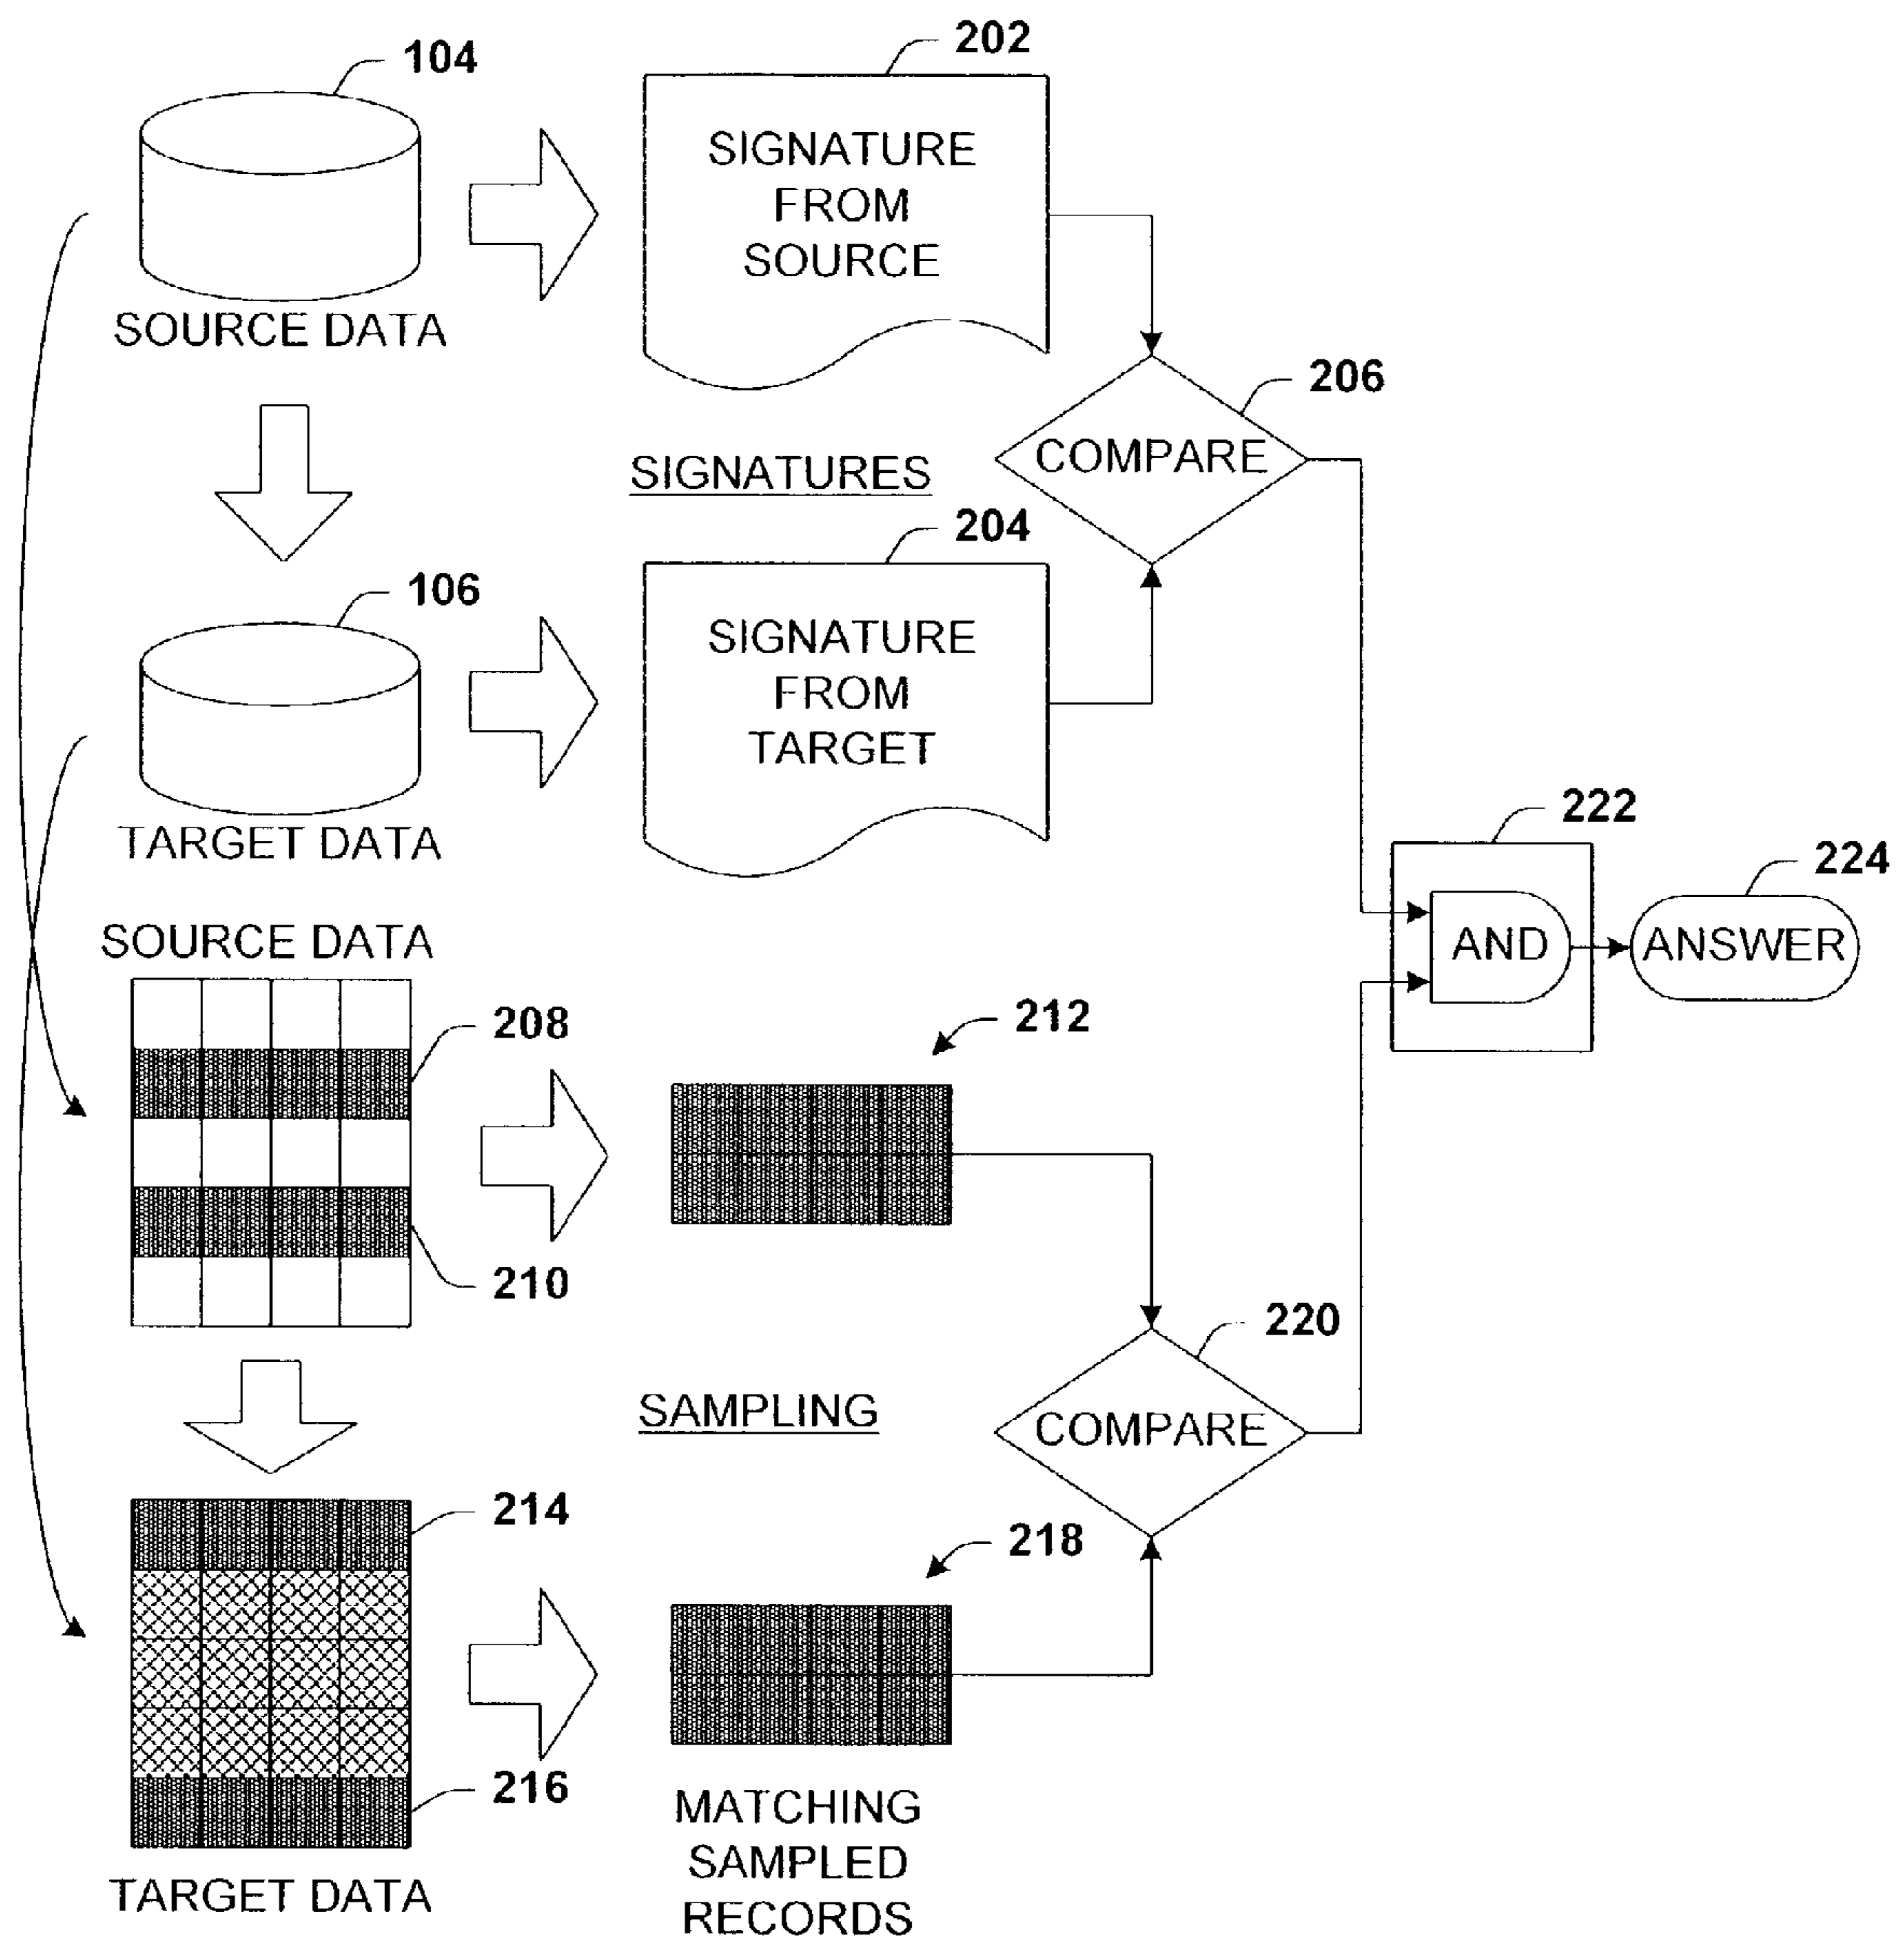 104
202
SIGNATURE
FROM
SOURCE
SOURCE DATA
206
COMPARE
SIGNATURES
204
106
SIGNATURE
FROM
TARGET
TARGET DATA
222
224
AND
ANSWER
SOURCE DATA
208
212
210
220
SAMPLING
COMPARE
214
218
216
MATCHING
SAMPLED
RECORDS
TARGET DATA